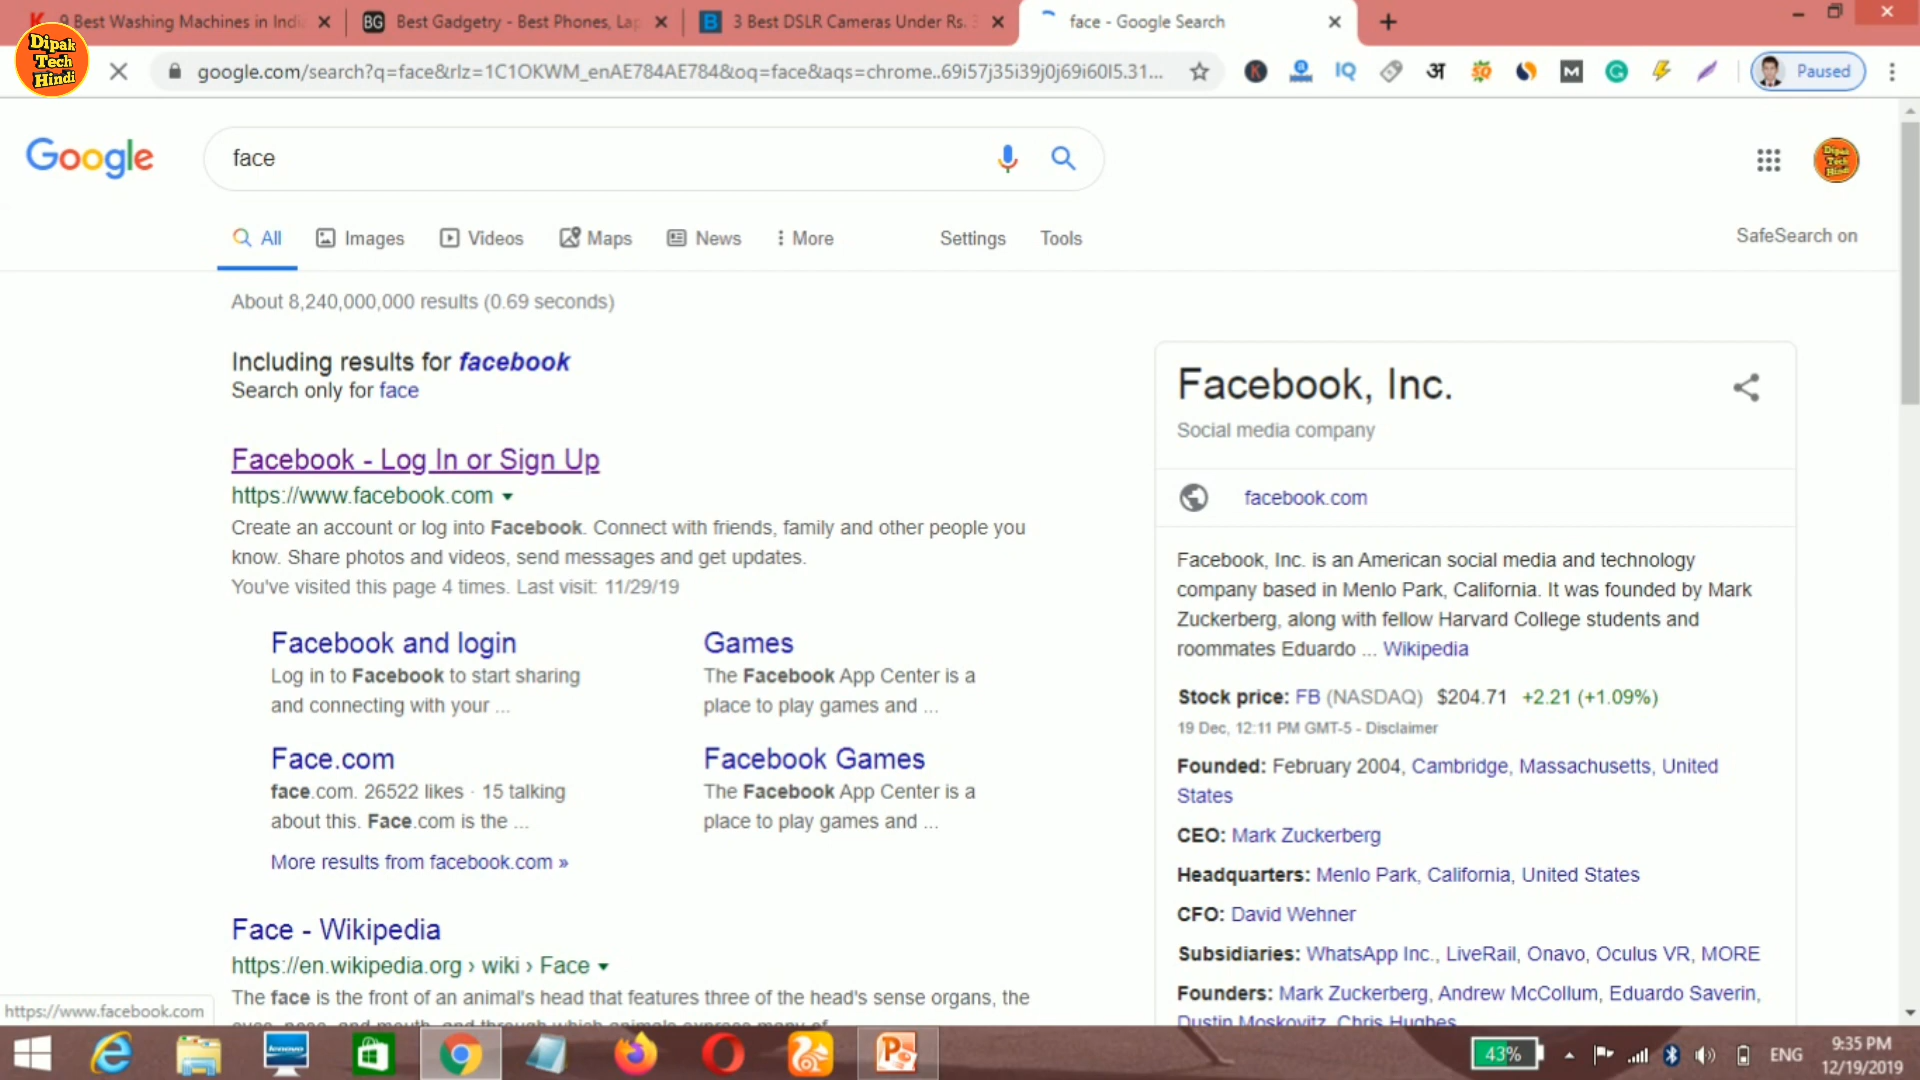 9 Best Washing Machines in Indi
BG Best Gadgetry - Best Phones, Lap
B 3 Best DSLR Cameras Under Rs. 3
face - Google Search
Dipak
Tech
Hindi
google.com/search?q=face&rlz=1C1OKWM_enAE784AE784&oq=face&aqs=chrome..69i57j35i39j0j69i60l5.31...
IQ
अ
M
Paused
Google
face
Dipak
Tech
Hindi
All
Images
Videos
Maps
News
More
Settings
Tools
SafeSearch on
About 8,240,000,000 results (0.69 seconds)
Including results for facebook
Search only for face
Facebook - Log In or Sign Up
https://www.facebook.com
Create an account or log into Facebook. Connect with friends, family and other people you
know. Share photos and videos, send messages and get updates.
You've visited this page 4 times. Last visit: 11/29/19
Facebook and login
Log in to Facebook to start sharing
and connecting with your ...
Games
The Facebook App Center is a
place to play games and ...
Face.com
face.com. 26522 likes · 15 talking
about this. Face.com is the ...
Facebook Games
The Facebook App Center is a
place to play games and ...
More results from facebook.com »
Face - Wikipedia
https://en.wikipedia.org › wiki › Face
The face is the front of an animal's head that features three of the head's sense organs, the
Facebook, Inc.
Social media company
facebook.com
Facebook, Inc. is an American social media and technology
company based in Menlo Park, California. It was founded by Mark
Zuckerberg, along with fellow Harvard College students and
roommates Eduardo ... Wikipedia
Stock price: FB (NASDAQ) $204.71 +2.21 (+1.09%)
19 Dec, 12:11 PM GMT-5 - Disclaimer
Founded: February 2004, Cambridge, Massachusetts, United
States
CEO: Mark Zuckerberg
Headquarters: Menlo Park, California, United States
CFO: David Wehner
Subsidiaries: WhatsApp Inc., LiveRail, Onavo, Oculus VR, MORE
Founders: Mark Zuckerberg, Andrew McCollum, Eduardo Saverin,
Dustin Moskovitz, Chris Hughes
https://www.facebook.com
lenovo
43%
ENG
9:35 PM
12/19/2019